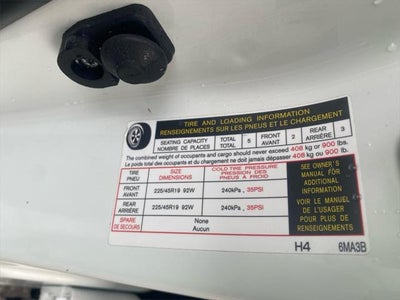 TIRE AND LOADING INFORMATION
RENSEIGNEMENTS SUR LES PNEUS ET LE CHARGEMENT
SEATING CAPACITY TOTAL 5 FRONT 2 REAR 3
NOMBRE DE PLACES TOTAL AVANT ARRIÈRE
The combined weight of occupants and cargo should never exceed 408 kg or 900 lbs.
Le poids total des occupants et du chargement ne doit jamais dépasser 408 kg ou 900 lb.
TIRE SIZE COLD TIRE PRESSURE
PNEU DIMENSIONS PRESSION DES PNEUS À FROID
FRONT
AVANT 225/45R19 92W 240kPa , 35PSI
REAR
ARRIÈRE 225/45R19 92W 240kPa , 35PSI
SPARE None
DE SECOURS Aucun
SEE OWNER'S
MANUAL FOR
ADDITIONAL
INFORMATION
VOIR LE MANUEL
DE L'USAGER
POUR PLUS DE
RENSEIGNEMENTS
H4 6MA3B